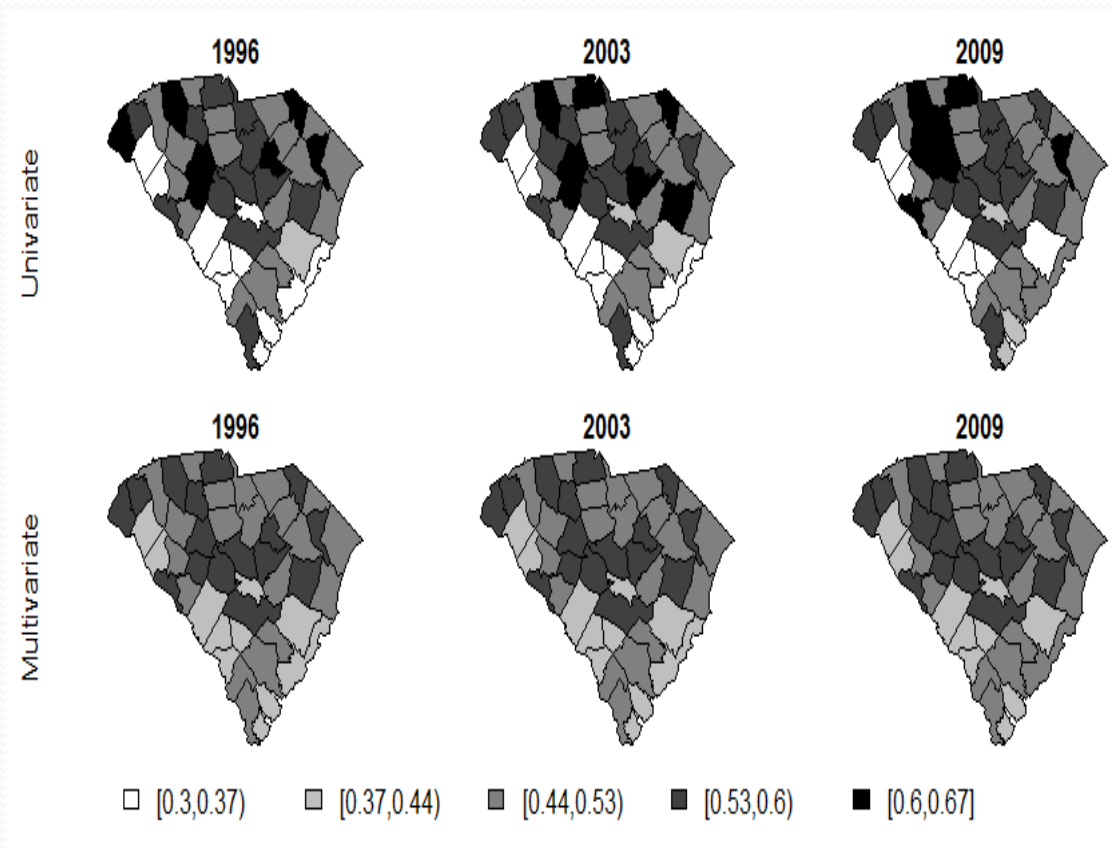 1996 2003 2009
Univariate
1996 2003 2009
Multivariate
[0.3,0.37) [0.37,0.44) [0.44,0.53) [0.53,0.6) [0.6,0.67]